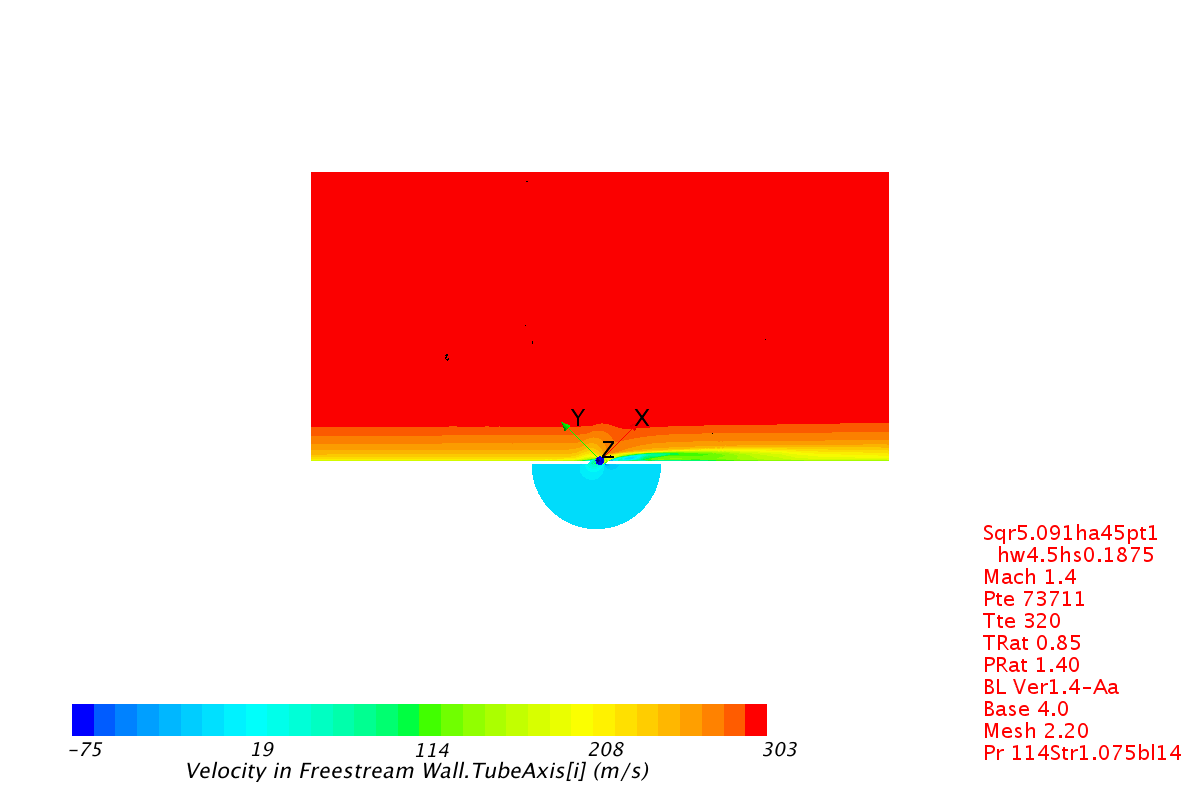 Y X
Z
Sqr5.091ha45pt1
hw4.5hs0.1875
Mach 1.4
Pte 73711
Tte 320
TRat 0.85
PRat 1.40
BL Ver1.4-Aa
Base 4.0
Mesh 2.20
Pr 114Str1.075bl14
-75 19 114 208 303
Velocity in Freestream Wall.TubeAxis[i] (m/s)